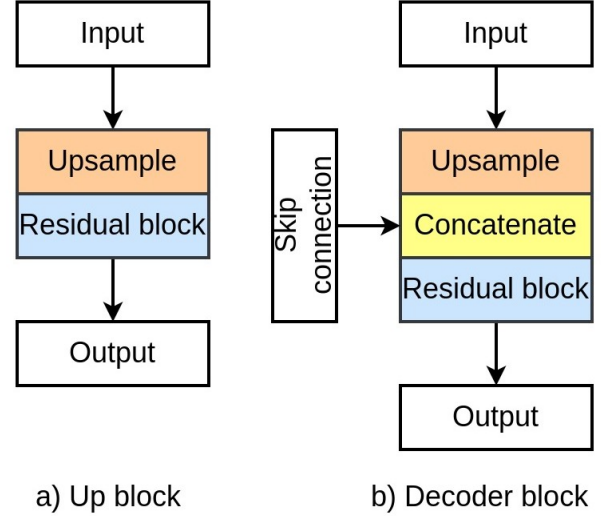 Input
Upsample
Residual block
Output
a) Up block
Input
Skip
connection
Upsample
Concatenate
Residual block
Output
b) Decoder block